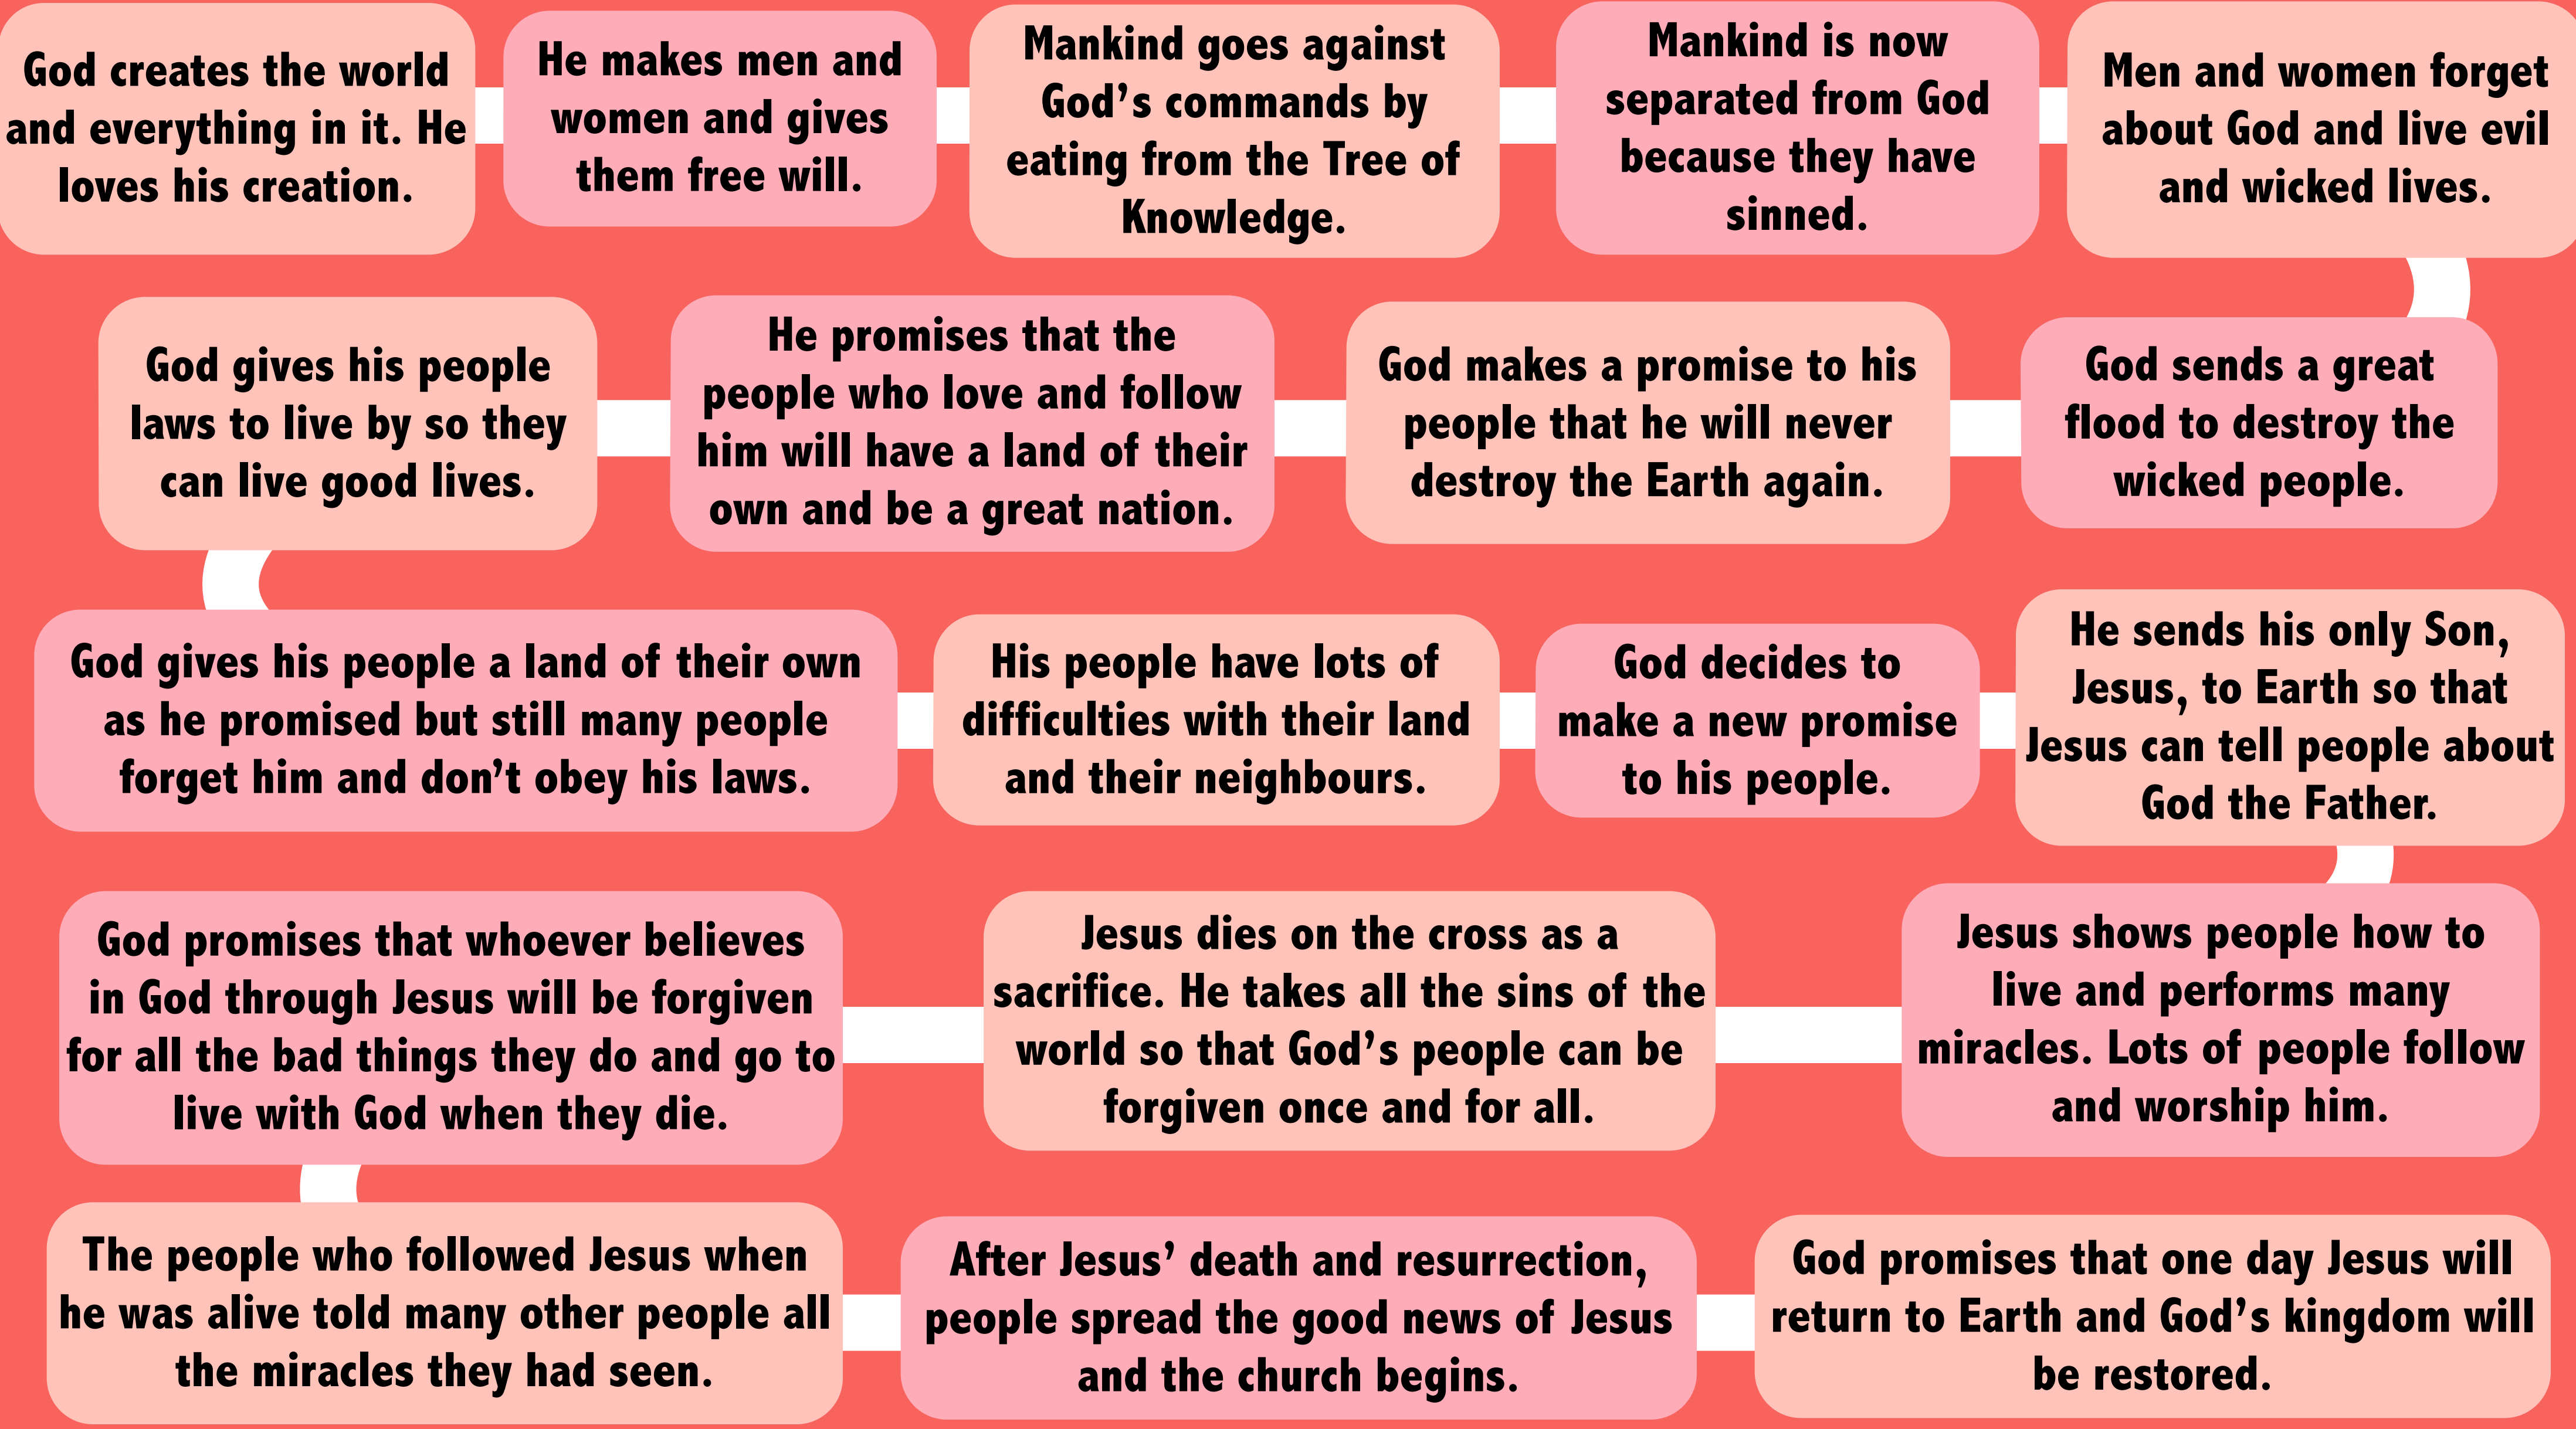 God creates the world
and everything in it. He
loves his creation.
He makes men and
women and gives
them free will.
Mankind goes against
God's commands by
eating from the Tree of
Knowledge.
Mankind is now
separated from God
because they have
sinned.
Men and women forget
about God and live evil
and wicked lives.
God sends a great
flood to destroy the
wicked people.
God makes a promise to his
people that he will never
destroy the Earth again.
He promises that the
people who love and follow
him will have a land of their
own and be a great nation.
God gives his people
laws to live by so they
can live good lives.
God gives his people a land of their own
as he promised but still many people
forget him and don't obey his laws.
His people have lots of
difficulties with their land
and their neighbours.
God decides to
make a new promise
to his people.
He sends his only Son,
Jesus, to Earth so that
Jesus can tell people about
God the Father.
Jesus shows people how to
live and performs many
miracles. Lots of people follow
and worship him.
Jesus dies on the cross as a
sacrifice. He takes all the sins of the
world so that God's people can be
forgiven once and for all.
God promises that whoever believes
in God through Jesus will be forgiven
for all the bad things they do and go to
live with God when they die.
The people who followed Jesus when
he was alive told many other people all
the miracles they had seen.
After Jesus' death and resurrection,
people spread the good news of Jesus
and the church begins.
God promises that one day Jesus will
return to Earth and God's kingdom will
be restored.